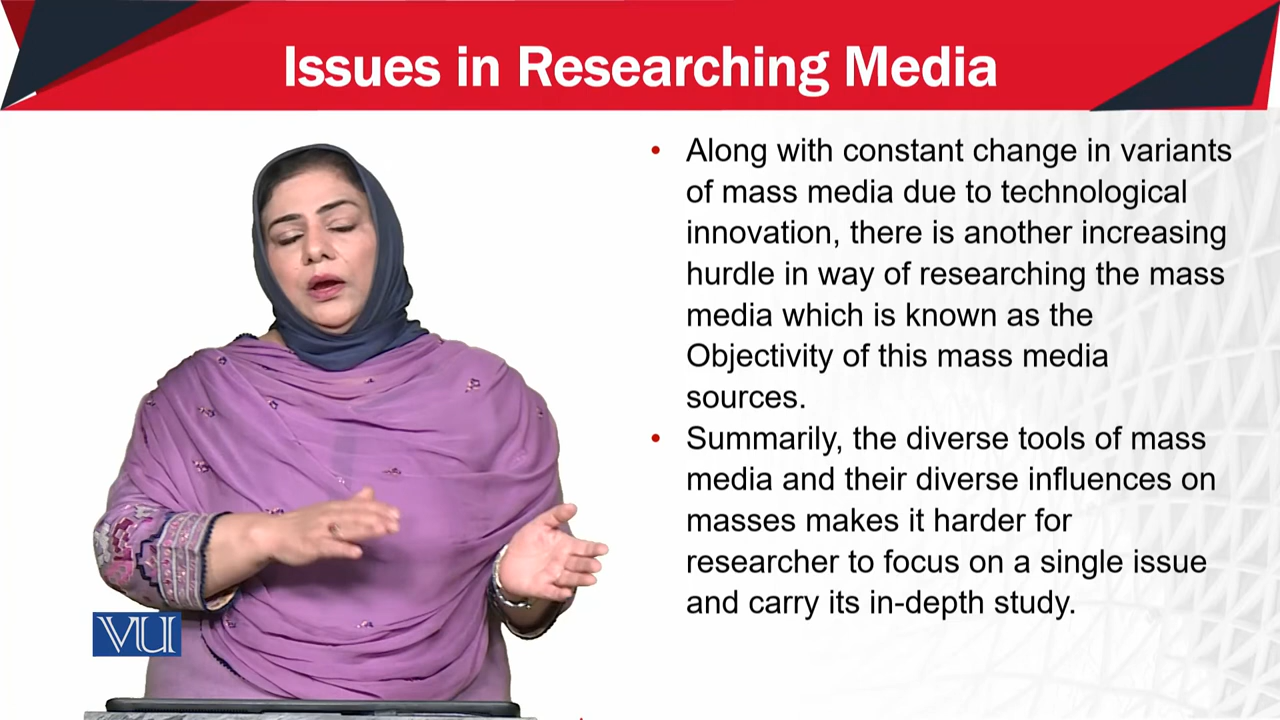 Issues in Researching Media
• Along with constant change in variants
of mass media due to technological
innovation, there is another increasing
hurdle in way of researching the mass
media which is known as the
Objectivity of this mass media
sources.
• Summarily, the diverse tools of mass
media and their diverse influences on
masses makes it harder for
researcher to focus on a single issue
and carry its in-depth study.
VU